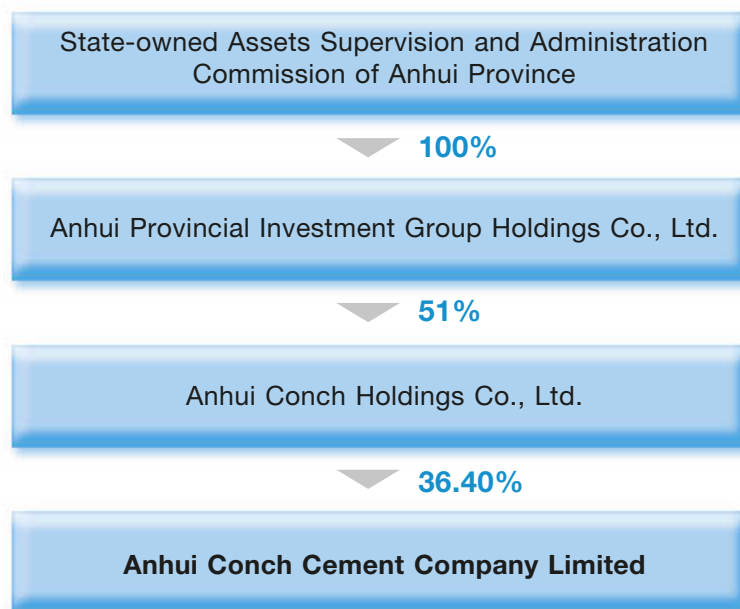 State-owned Assets Supervision and Administration
Commission of Anhui Province
100%
Anhui Provincial Investment Group Holdings Co., Ltd.
51%
Anhui Conch Holdings Co., Ltd.
36.40%
Anhui Conch Cement Company Limited